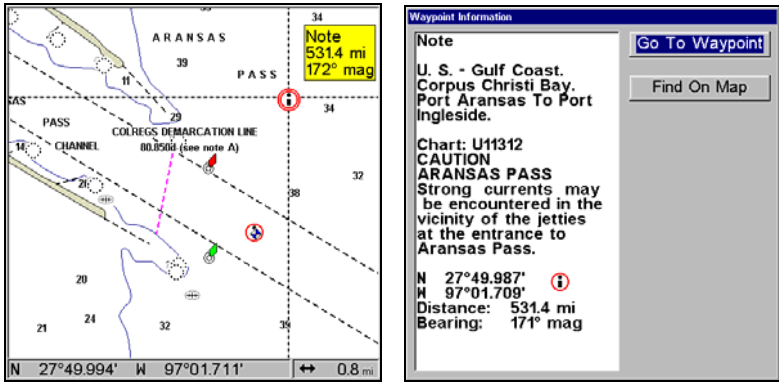 33
34
ARANSAS
Note
531.4 mi
172° mag
39
11
PASS
34
SAS
29
PASS
COLREGS DEMARCATION LINE
14
CHANNEL
80.850d (see note A)
32
21
38
20
24
21
32
39
N 27°49.994' W 97°01.711' ↔ 0.8 mi
Waypoint Information
Note
U. S. - Gulf Coast.
Corpus Christi Bay.
Port Aransas To Port
Ingleside.
Chart: U11312
CAUTION
ARANSAS PASS
Strong currents may
be encountered in the
vicinity of the jetties
at the entrance to
Aransas Pass.
N 27°49.987'
W 97°01.709'
Distance: 531.4 mi
Bearing: 171° mag
Go To Waypoint
Find On Map